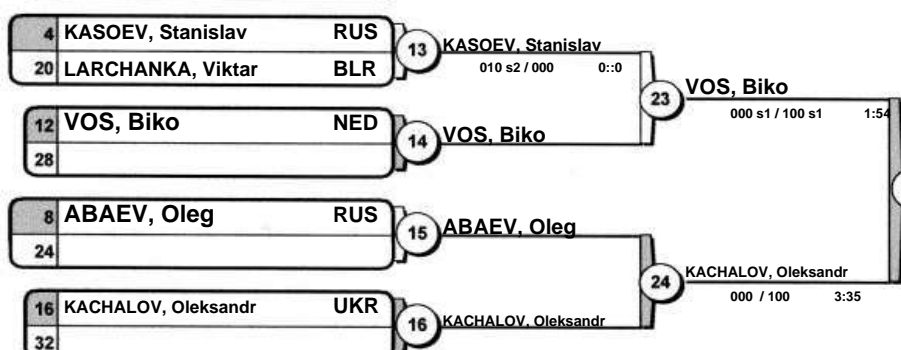 4 KASOEV, Stanislav RUS
20 LARCHANKA, Viktar BLR
13
KASOEV, Stanislav
010 s2 / 000 0::0
12 VOS, Biko NED
28
14
VOS, Biko
23
VOS, Biko
000 s1 / 100 s1 1:54
8 ABAEV, Oleg RUS
24
15
ABAEV, Oleg
16 KACHALOV, Oleksandr UKR
32
16
KACHALOV, Oleksandr
24
KACHALOV, Oleksandr
000 / 100 3:35